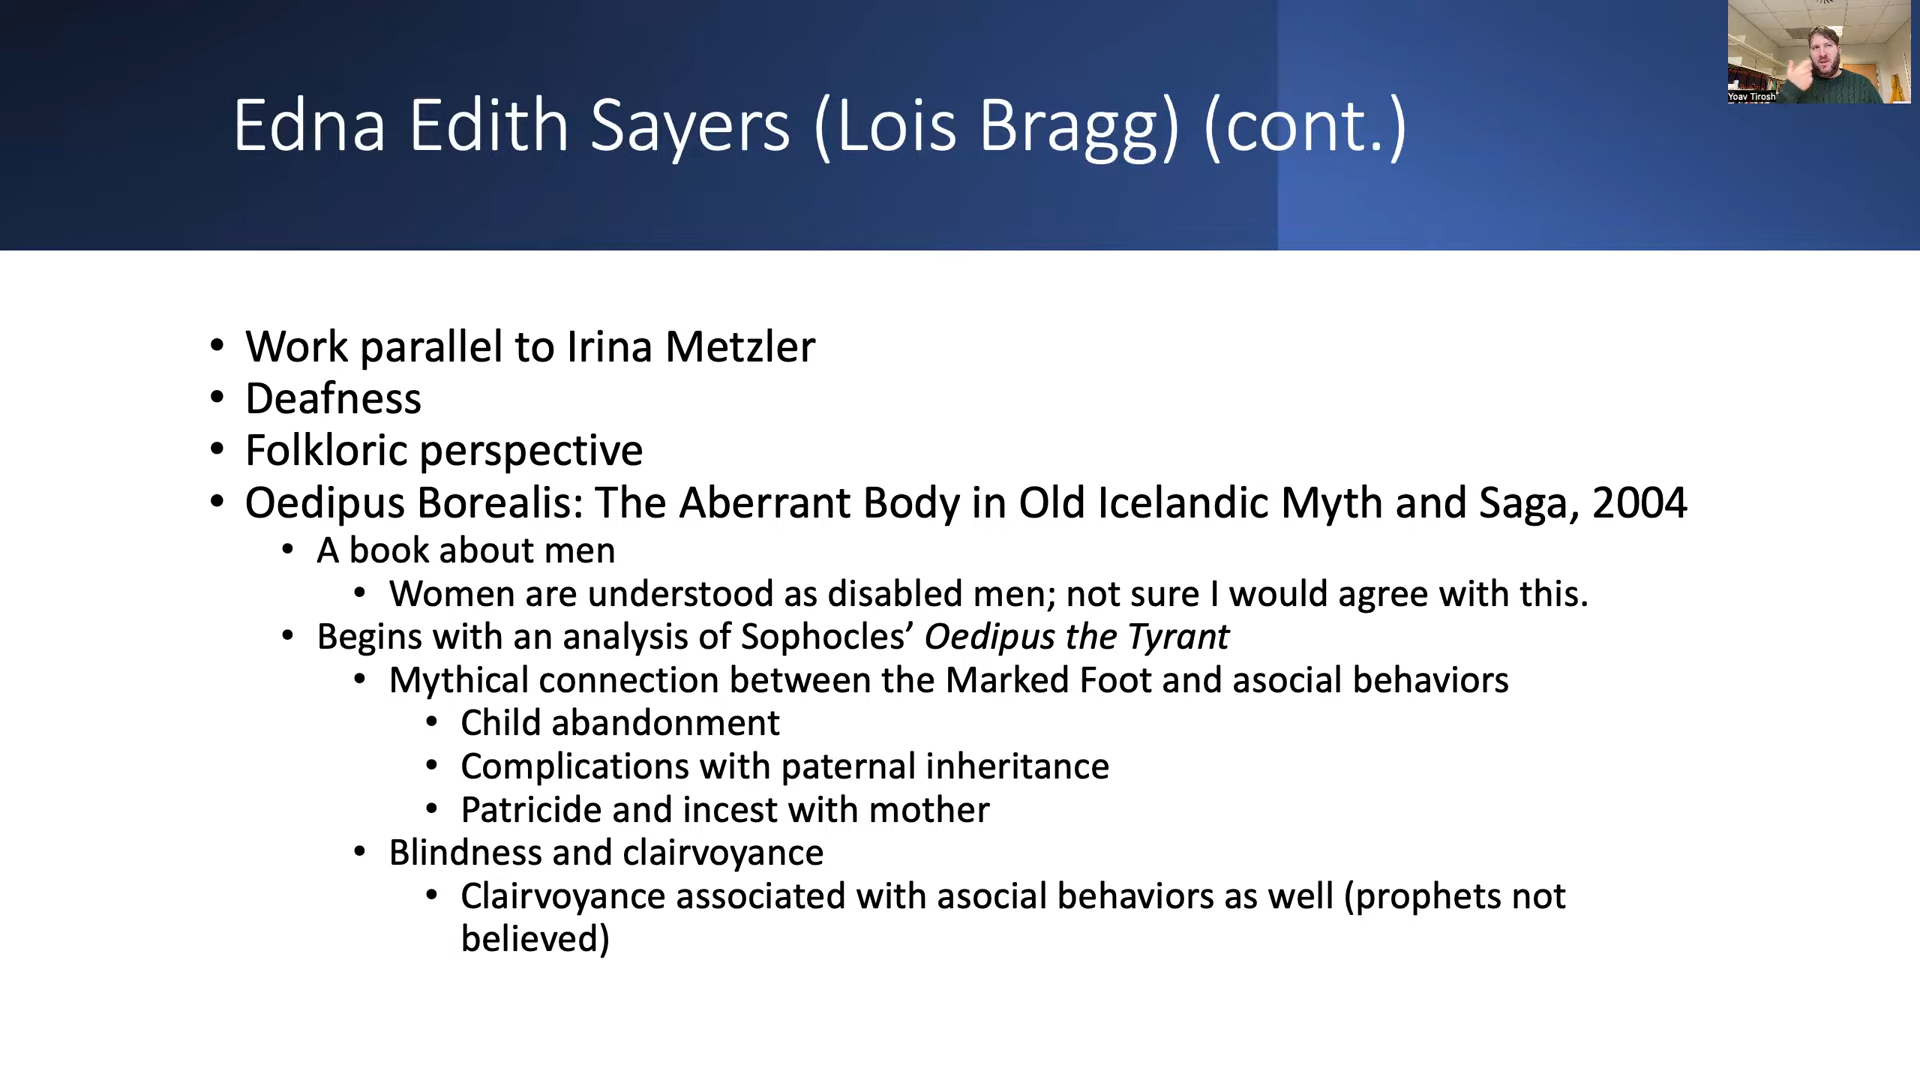 Edna Edith Sayers (Lois Bragg) (cont.)
Yoav Tirosh
• Work parallel to Irina Metzler
• Deafness
• Folkloric perspective
• Oedipus Borealis: The Aberrant Body in Old Icelandic Myth and Saga, 2004
• A book about men
• Women are understood as disabled men; not sure I would agree with this.
• Begins with an analysis of Sophocles’ Oedipus the Tyrant
• Mythical connection between the Marked Foot and asocial behaviors
• Child abandonment
• Complications with paternal inheritance
• Patricide and incest with mother
• Blindness and clairvoyance
• Clairvoyance associated with asocial behaviors as well (prophets not
believed)